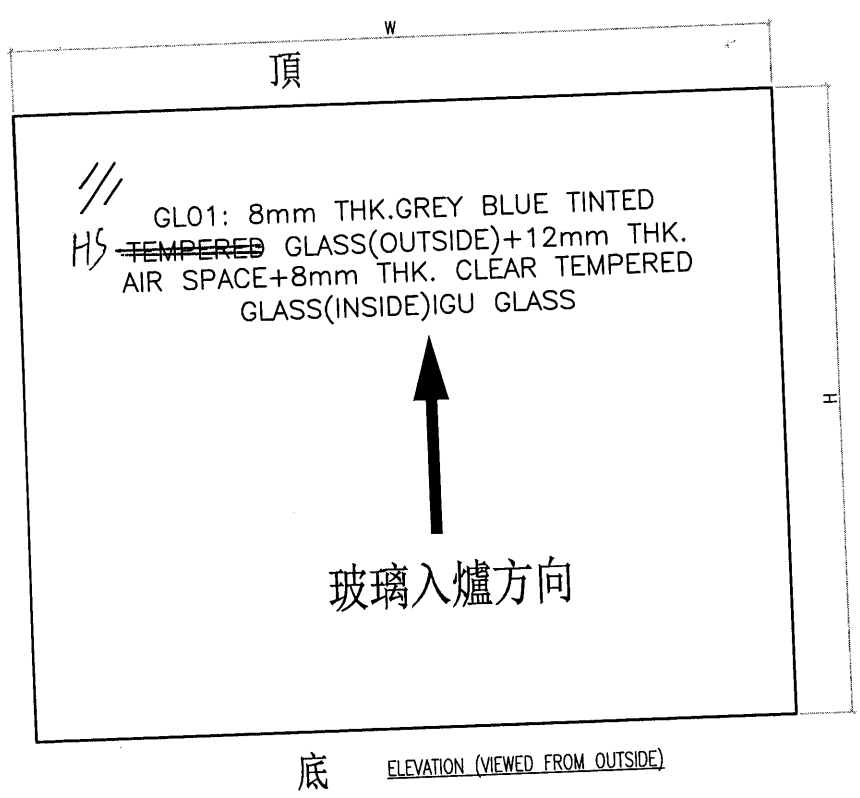 W
頂
GL01: 8mm THK.GREY BLUE TINTED
HS TEMPERED GLASS(OUTSIDE)+12mm THK.
AIR SPACE+8mm THK. CLEAR TEMPERED
GLASS(INSIDE)IGU GLASS
H
玻璃入爐方向
底
ELEVATION (VIEWED FROM OUTSIDE)